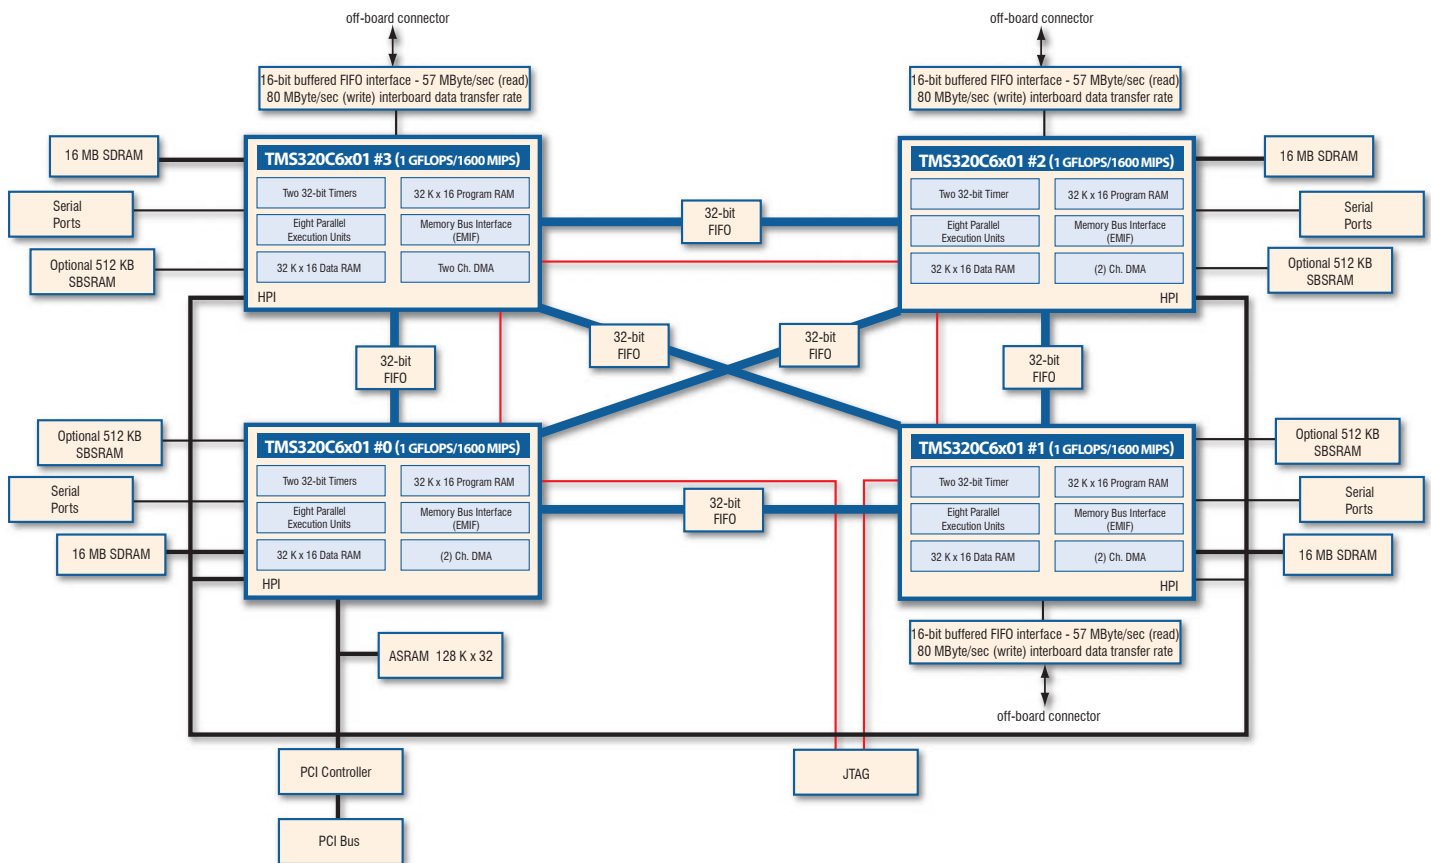 off-board connector
off-board connector
16-bit buffered FIFO interface - 57 MByte/sec (read)
80 MByte/sec (write) interboard data transfer rate
16-bit buffered FIFO interface - 57 MByte/sec (read)
80 MByte/sec (write) interboard data transfer rate
16 MB SDRAM
Serial
Ports
Optional 512 KB
SBSRAM
TMS320C6x01 #3 (1 GFLOPS/1600 MIPS)
Two 32-bit Timers
32 K x 16 Program RAM
Eight Parallel
Execution Units
Memory Bus Interface
(EMIF)
32 K x 16 Data RAM
Two Ch. DMA
HPI
32-bit
FIFO
TMS320C6x01 #2 (1 GFLOPS/1600 MIPS)
Two 32-bit Timer
32 K x 16 Program RAM
Eight Parallel
Execution Units
Memory Bus Interface
(EMIF)
32 K x 16 Data RAM
(2) Ch. DMA
HPI
16 MB SDRAM
Serial
Ports
Optional 512 KB
SBSRAM
32-bit
FIFO
32-bit
FIFO
32-bit
FIFO
32-bit
FIFO
Optional 512 KB
SBSRAM
Serial
Ports
16 MB SDRAM
TMS320C6x01 #0 (1 GFLOPS/1600 MIPS)
Two 32-bit Timers
32 K x 16 Program RAM
Eight Parallel
Execution Units
Memory Bus Interface
(EMIF)
32 K x 16 Data RAM
(2) Ch. DMA
HPI
32-bit
FIFO
TMS320C6x01 #1 (1 GFLOPS/1600 MIPS)
Two 32-bit Timer
32 K x 16 Program RAM
Eight Parallel
Execution Units
Memory Bus Interface
(EMIF)
32 K x 16 Data RAM
(2) Ch. DMA
HPI
Optional 512 KB
SBSRAM
Serial
Ports
16 MB SDRAM
ASRAM 128 K x 32
16-bit buffered FIFO interface - 57 MByte/sec (read)
80 MByte/sec (write) interboard data transfer rate
off-board connector
PCI Controller
JTAG
PCI Bus